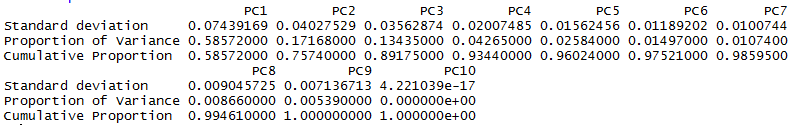 PC1 PC2 PC3 PC4 PC5 PC6 PC7
Standard deviation 0.07439169 0.04027529 0.03562874 0.02007485 0.01562456 0.01189202 0.0100744
Proportion of Variance 0.58572000 0.17168000 0.13435000 0.04265000 0.02584000 0.01497000 0.0107400
Cumulative Proportion 0.58572000 0.75740000 0.89175000 0.93440000 0.96024000 0.97521000 0.9859500
PC8 PC9 PC10
Standard deviation 0.009045725 0.007136713 4.221039e-17
Proportion of Variance 0.008660000 0.005390000 0.000000e+00
Cumulative Proportion 0.994610000 1.000000000 1.000000e+00